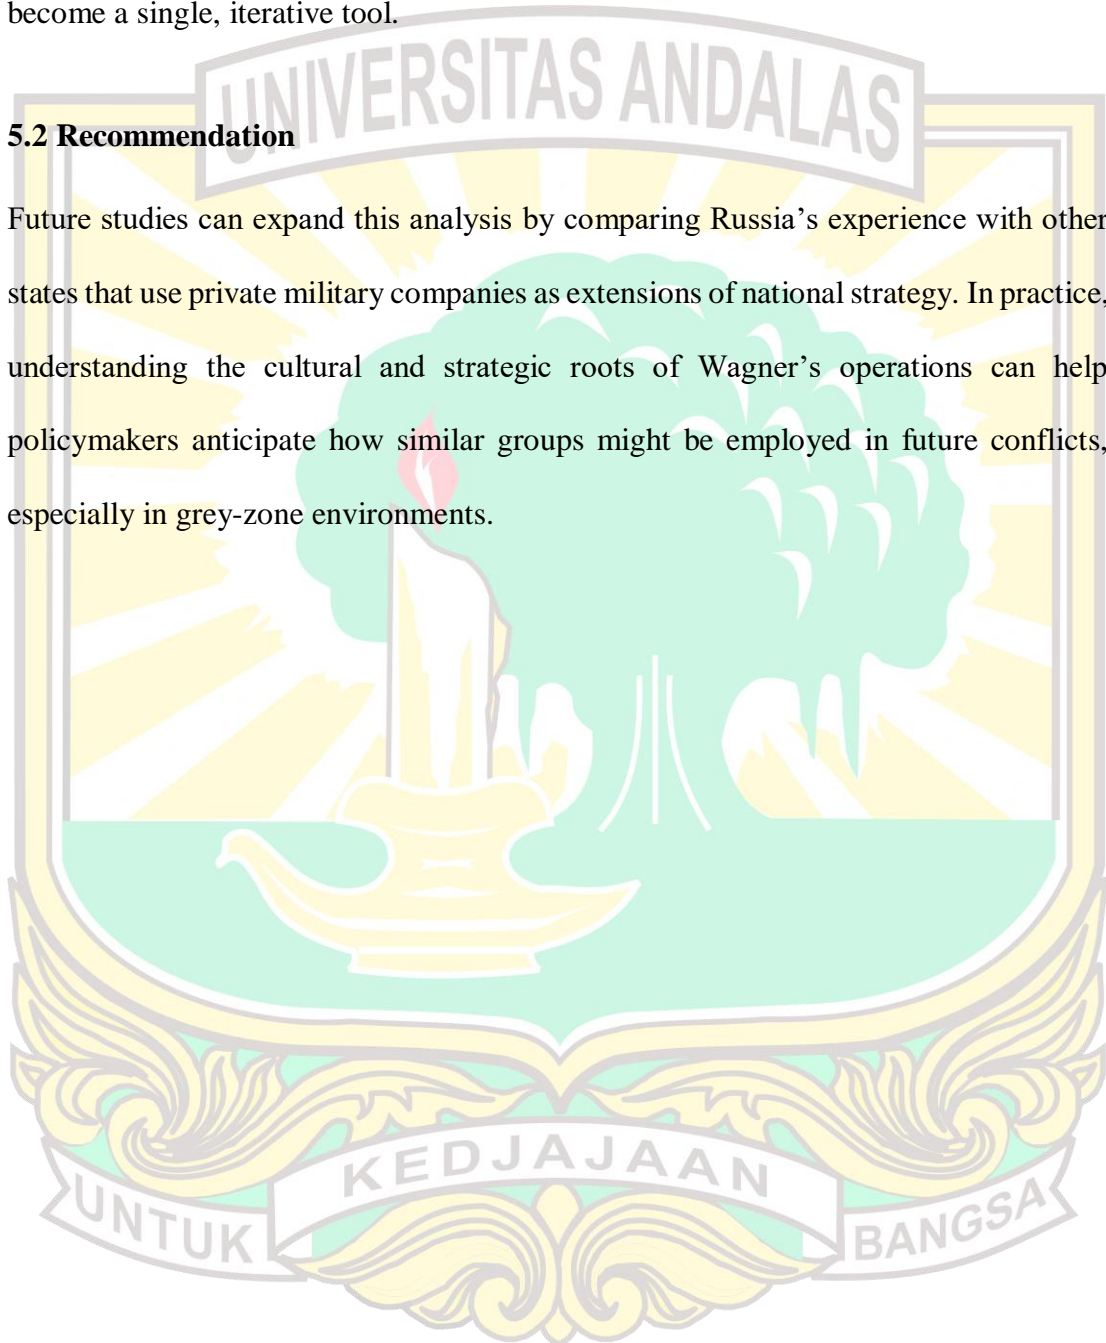 become a single, iterative tool.
UNIVERSITAS ANDALAS
5.2 Recommendation
Future studies can expand this analysis by comparing Russia’s experience with other
states that use private military companies as extensions of national strategy. In practice,
understanding the cultural and strategic roots of Wagner’s operations can help
policymakers anticipate how similar groups might be employed in future conflicts,
especially in grey-zone environments.
UNTUK KEDJAJAAN BANGSA